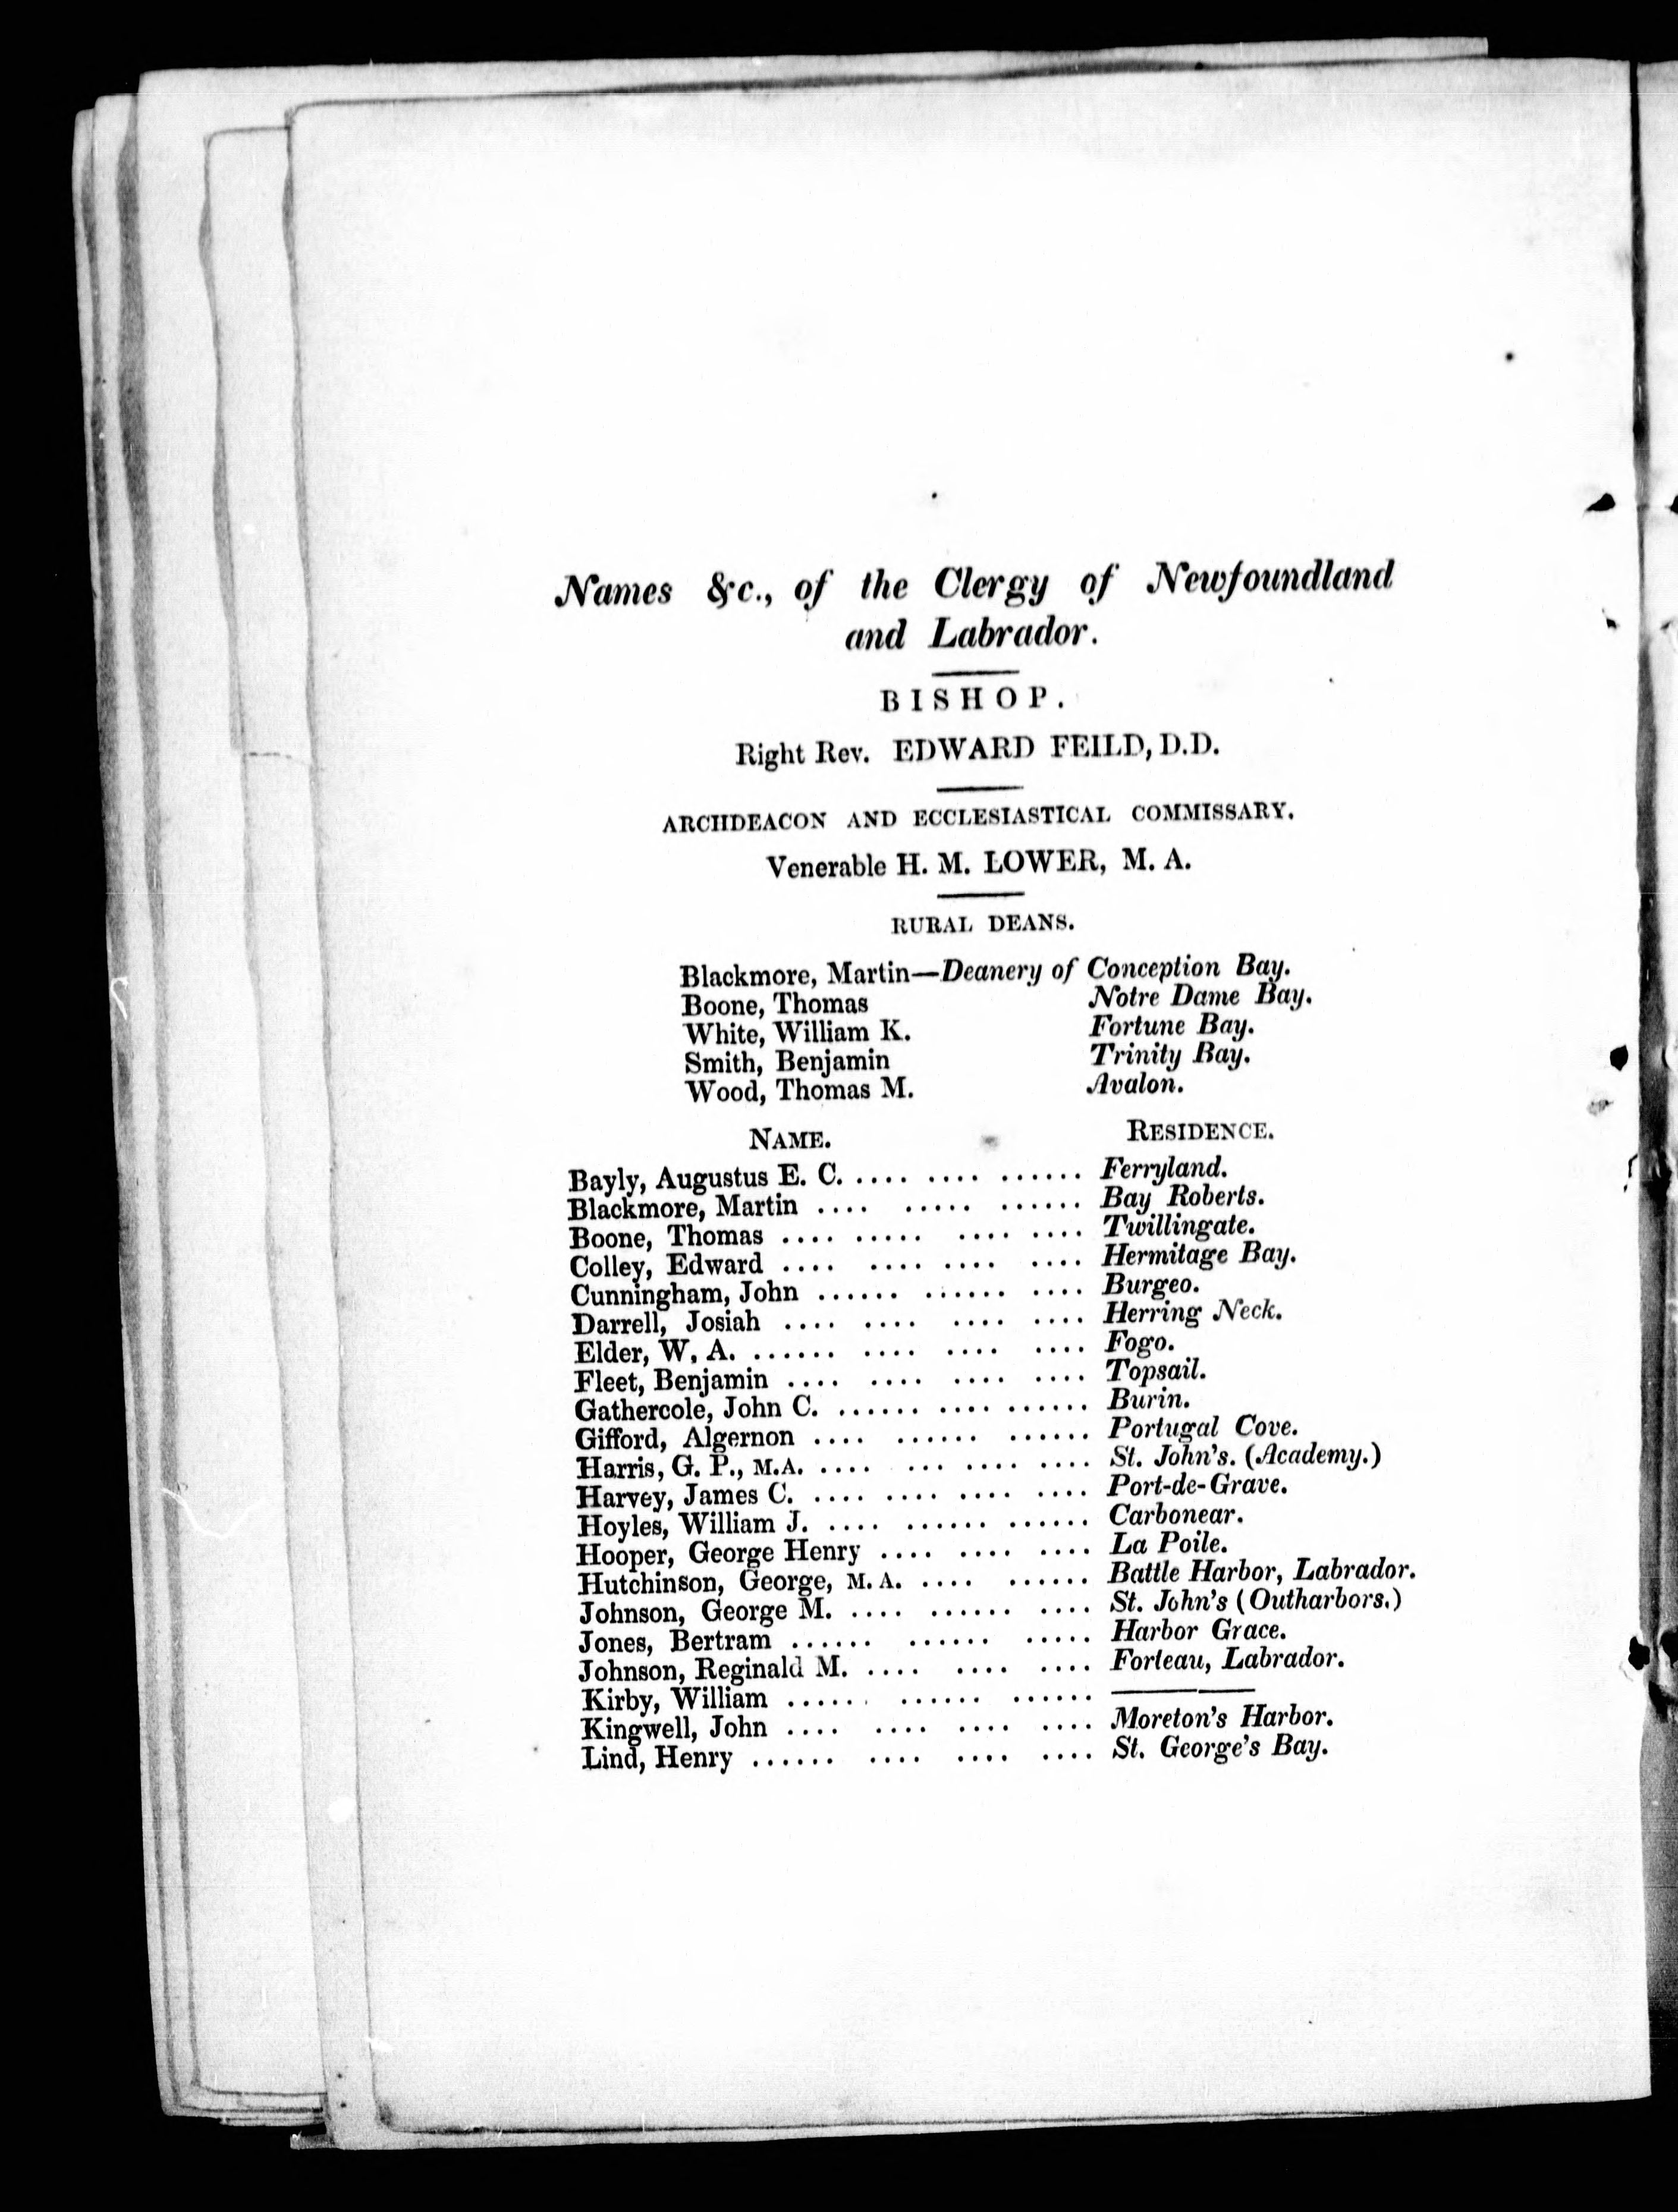 Names &c., of the Clergy of Newfoundland
and Labrador.
BISHOP.
Right Rev. EDWARD FEILD, D.D.
ARCHDEACON AND ECCLESIASTICAL COMMISSARY.
Venerable H. M. LOWER, M. A.
RURAL DEANS.
Blackmore, Martin—Deanery of Conception Bay.
Boone, Thomas Notre Dame Bay.
White, William K. Fortune Bay.
Smith, Benjamin Trinity Bay.
Wood, Thomas M. Avalon.
NAME. RESIDENCE.
Bayly, Augustus E. C. .... .... ...... Ferryland.
Blackmore, Martin .... ..... ...... Bay Roberts.
Boone, Thomas .... ..... .... .... Twillingate.
Colley, Edward .... .... .... .... Hermitage Bay.
Cunningham, John ...... ...... .... Burgeo.
Darrell, Josiah .... .... .... .... Herring Neck.
Elder, W. A. ...... .... .... .... Fogo.
Fleet, Benjamin .... .... .... .... Topsail.
Gathercole, John C. ...... .... ...... Burin.
Gifford, Algernon .... ...... ...... Portugal Cove.
Harris, G. P., M.A. .... ... .... .... St. John's. (Academy.)
Harvey, James C. .... .... .... .... Port-de-Grave.
Hoyles, William J. .... ...... ...... Carbonear.
Hooper, George Henry .... .... .... La Poile.
Hutchinson, George, M. A. .... ...... Battle Harbor, Labrador.
Johnson, George M. .... ...... .... St. John's (Outharbors.)
Jones, Bertram ...... ...... ..... Harbor Grace.
Johnson, Reginald M. .... .... .... Forteau, Labrador.
Kirby, William ...... ...... ...... ———
Kingwell, John .... .... .... .... Moreton's Harbor.
Lind, Henry ...... .... .... .... St. George's Bay.